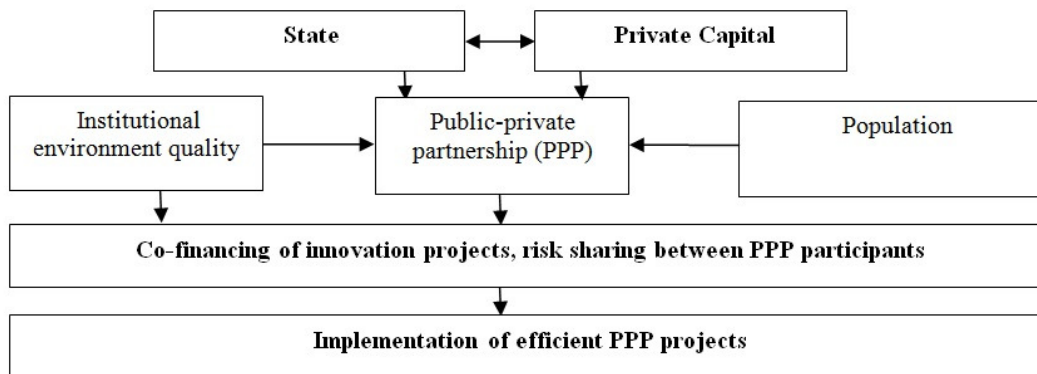 State
Private Capital
Institutional
environment quality
Public-private
partnership (PPP)
Population
Co-financing of innovation projects, risk sharing between PPP participants
Implementation of efficient PPP projects